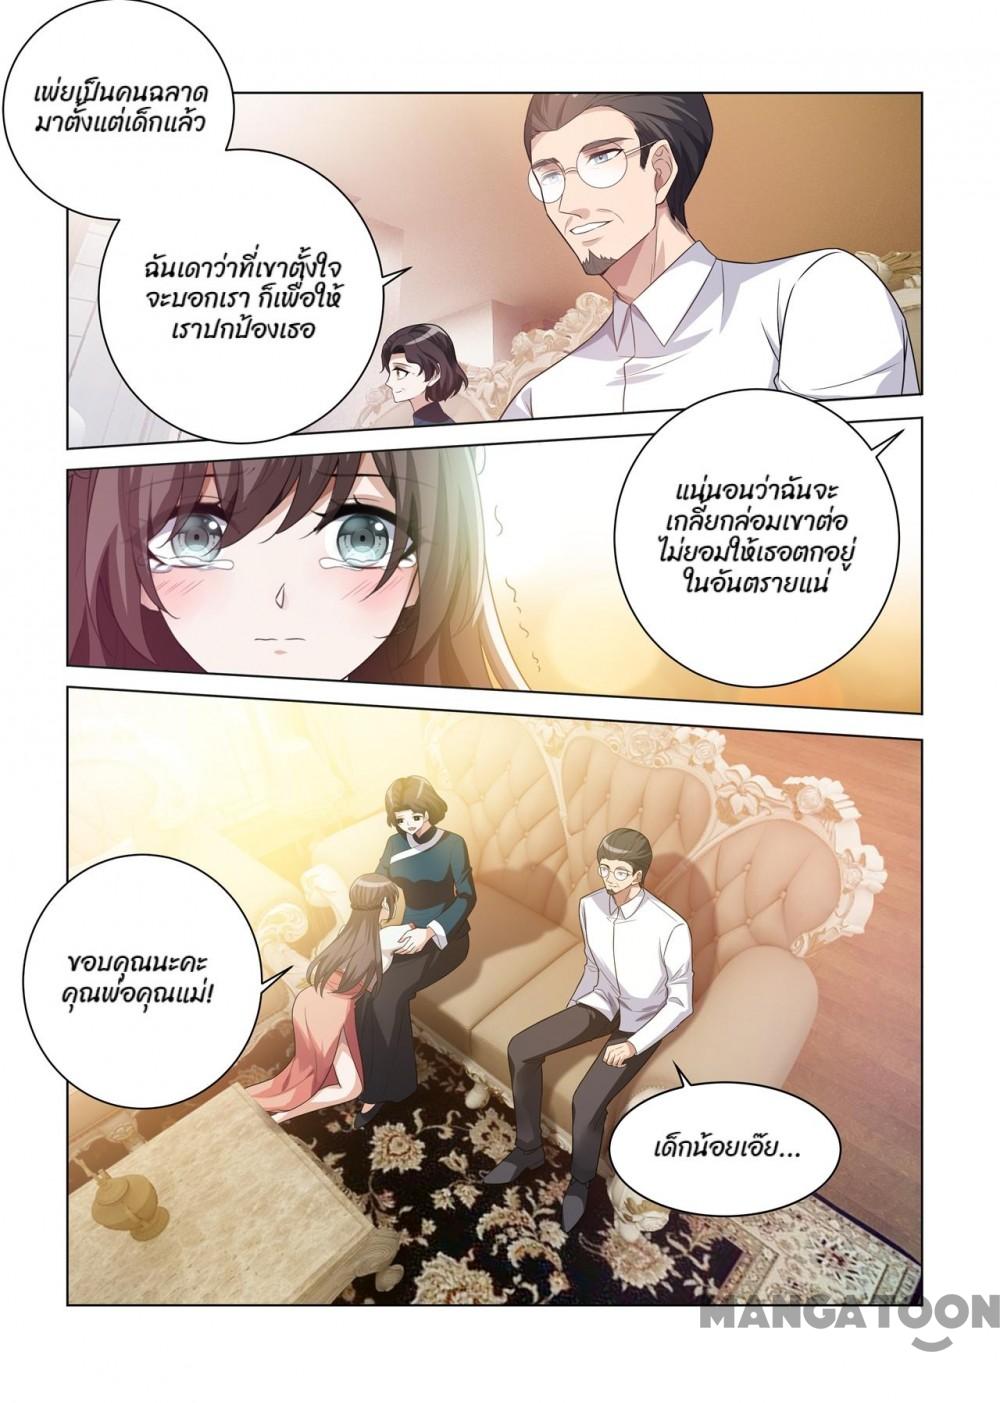 เพ่ยเป็นคนฉลาด
มาตั้งแต่เด็กแล้ว
ฉันเดาว่าที่เขาตั้งใจ
จะบอกเรา ก็เพื่อให้
เราปกป้องเธอ
แน่นอนว่าฉันจะ
เกลี้ยกล่อมเขาต่อ
ไม่ยอมให้เธอตกอยู่
ในอันตรายแน่
ขอบคุณนะคะ
คุณพ่อคุณแม่!
เด็กน้อยเอ๊ย...
MANGATOON